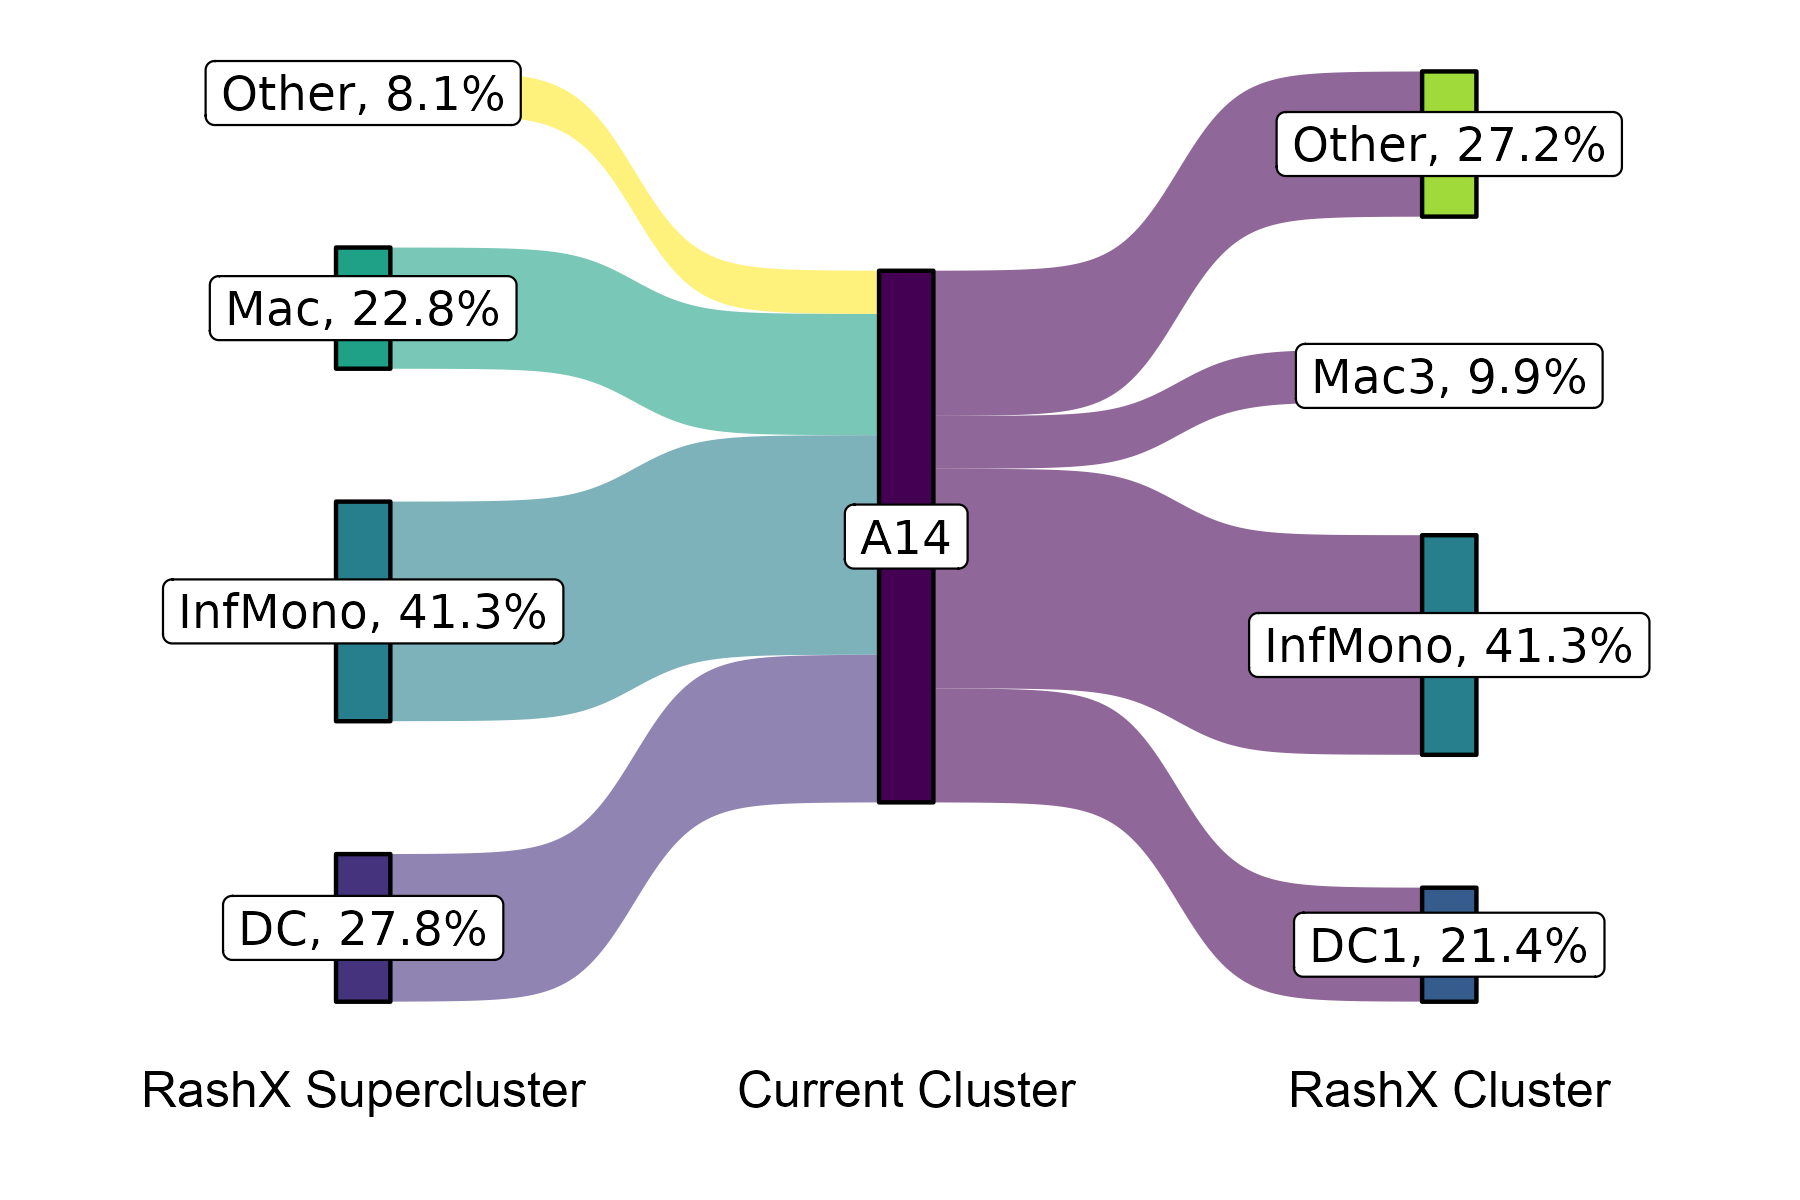 Other, 8.1%
Mac, 22.8%
InfMono, 41.3%
DC, 27.8%
A14
Other, 27.2%
Mac3, 9.9%
InfMono, 41.3%
DC1, 21.4%
RashX Supercluster
Current Cluster
RashX Cluster